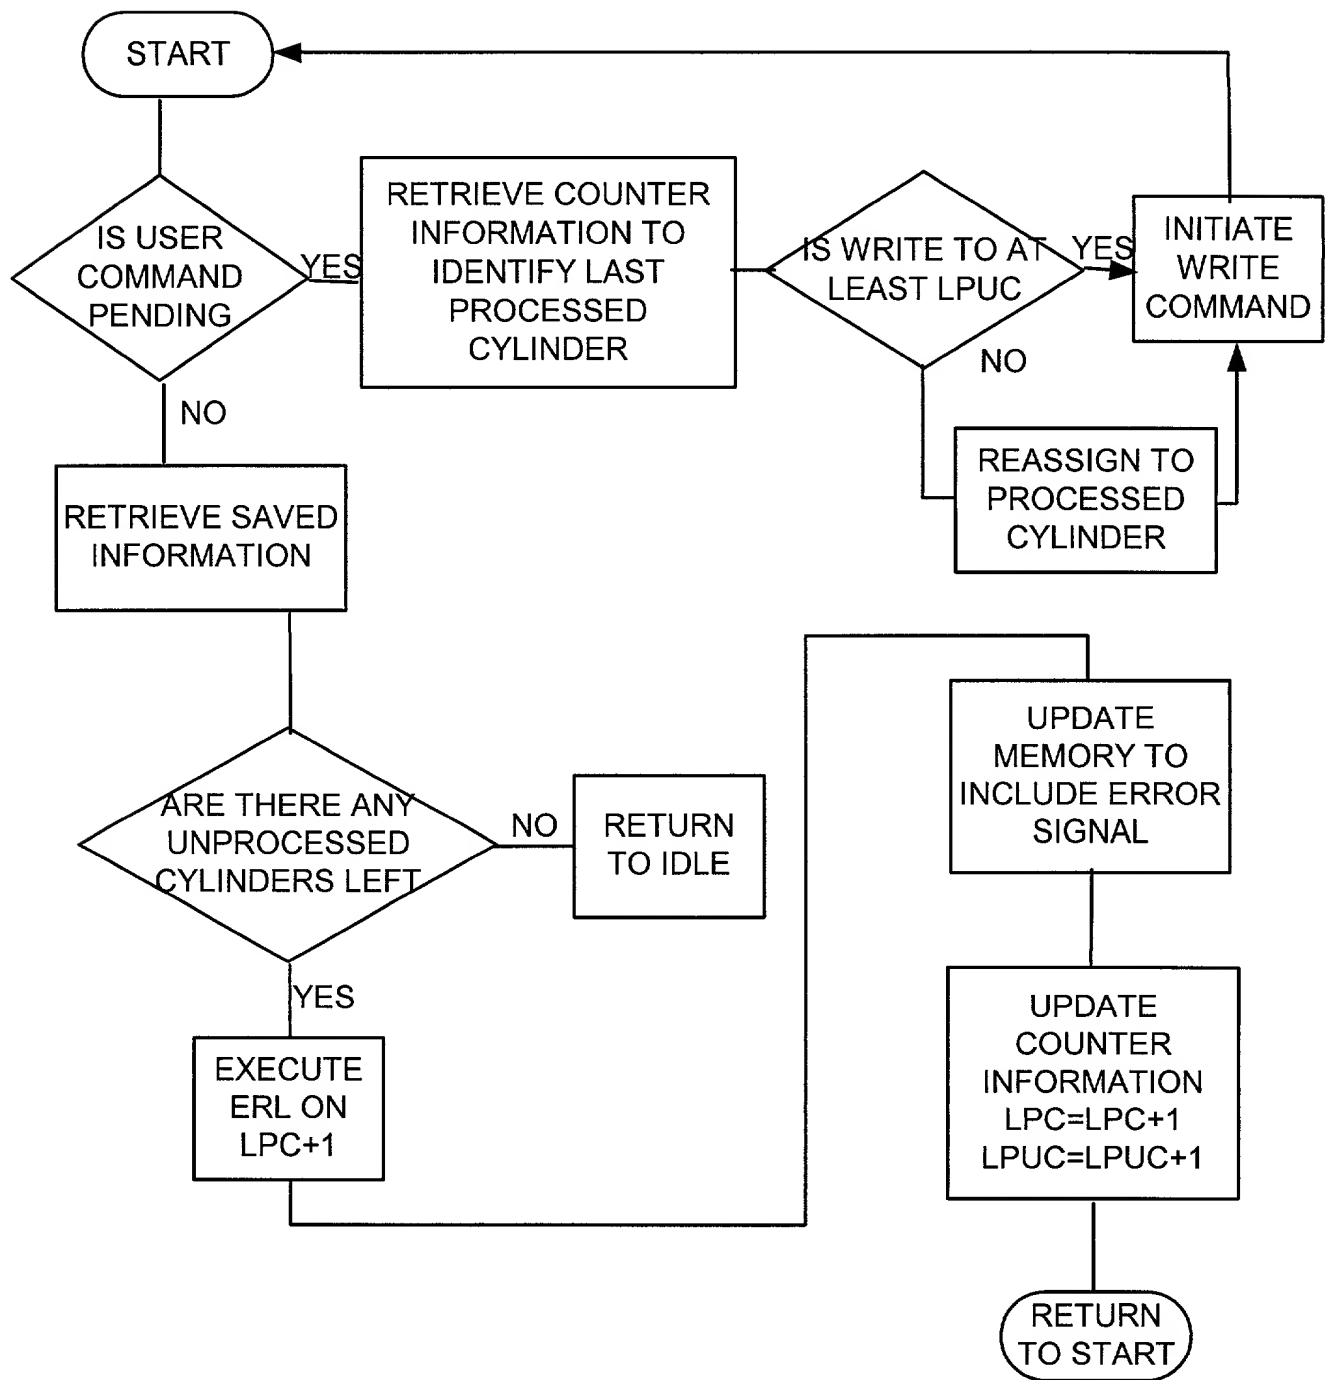 START
IS USER
COMMAND
PENDING
YES
RETRIEVE COUNTER
INFORMATION TO
IDENTIFY LAST
PROCESSED
CYLINDER
IS WRITE TO AT
LEAST LPUC
YES
INITIATE
WRITE
COMMAND
NO
REASSIGN TO
PROCESSED
CYLINDER
NO
RETRIEVE SAVED
INFORMATION
ARE THERE ANY
UNPROCESSED
CYLINDERS LEFT
NO
RETURN
TO IDLE
YES
EXECUTE
ERL ON
LPC+1
UPDATE
MEMORY TO
INCLUDE ERROR
SIGNAL
UPDATE
COUNTER
INFORMATION
LPC=LPC+1
LPUC=LPUC+1
RETURN
TO START